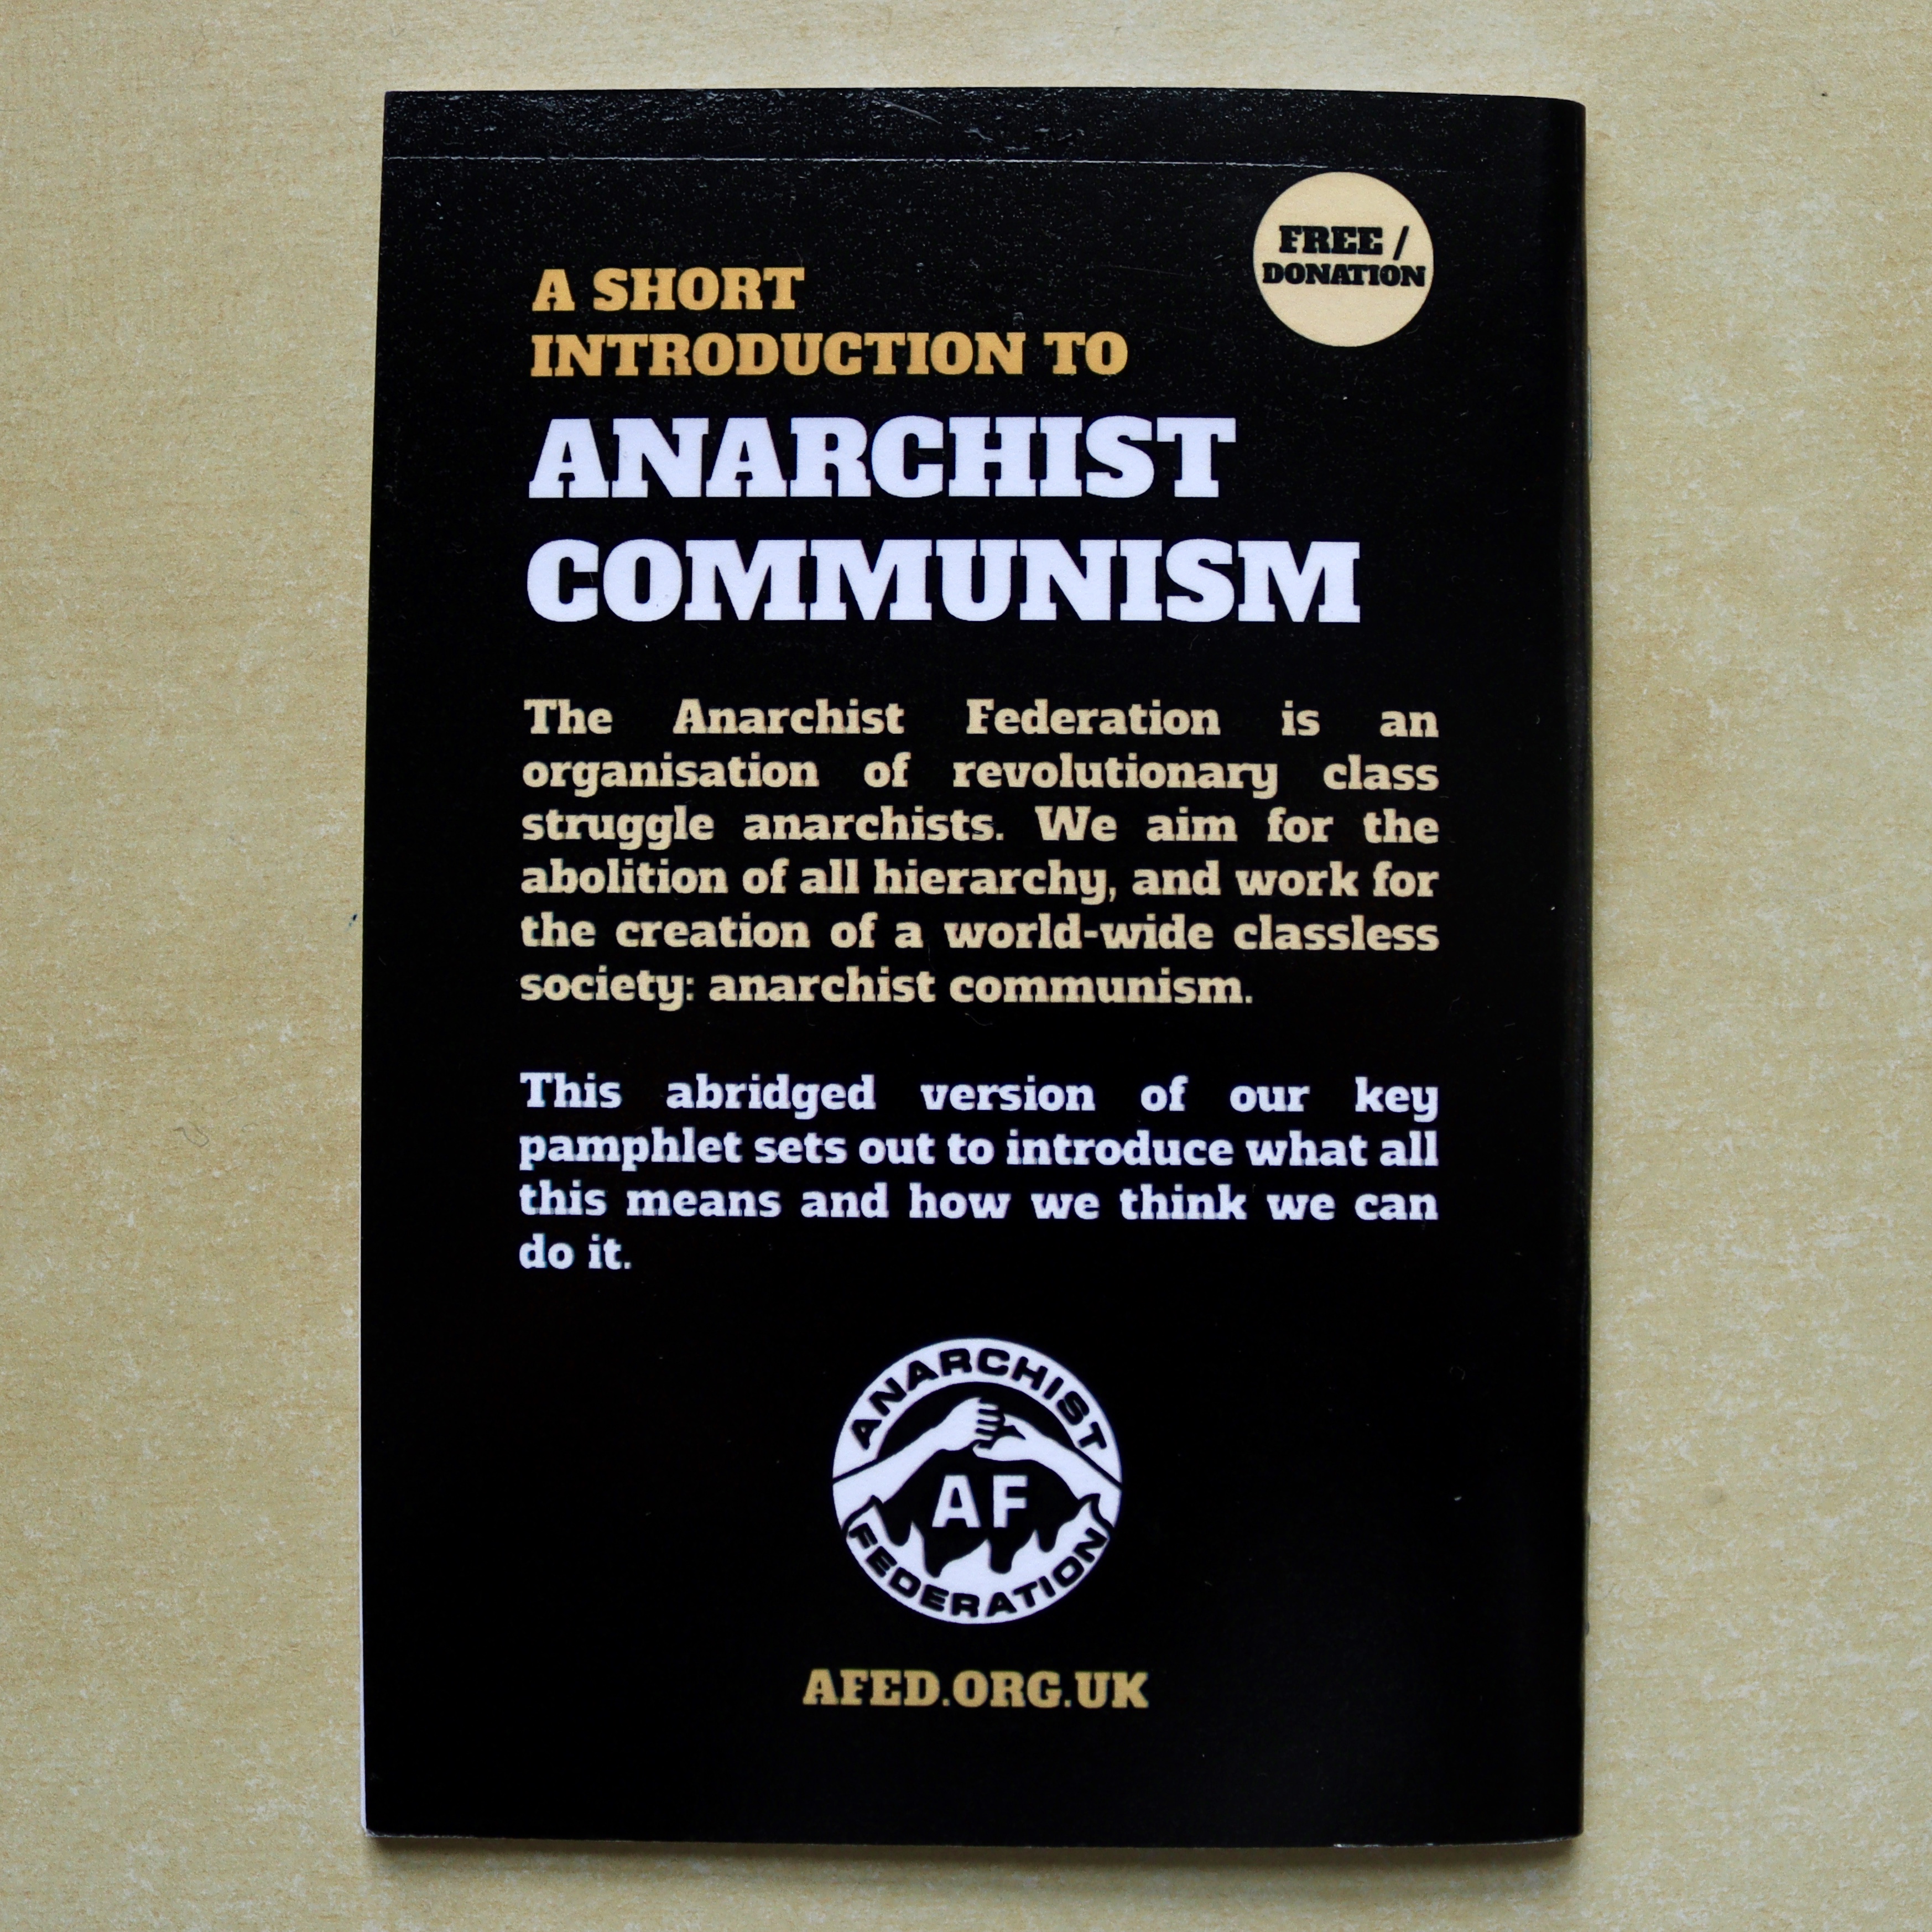 FREE /
DONATION
A SHORT
INTRODUCTION TO
ANARCHIST
COMMUNISM
The Anarchist Federation is an
organisation of revolutionary class
struggle anarchists. We aim for the
abolition of all hierarchy, and work for
the creation of a world-wide classless
society: anarchist communism.
This abridged version of our key
pamphlet sets out to introduce what all
this means and how we think we can
do it.
ANARCHIST
AF
FEDERATION
AFED.ORG.UK